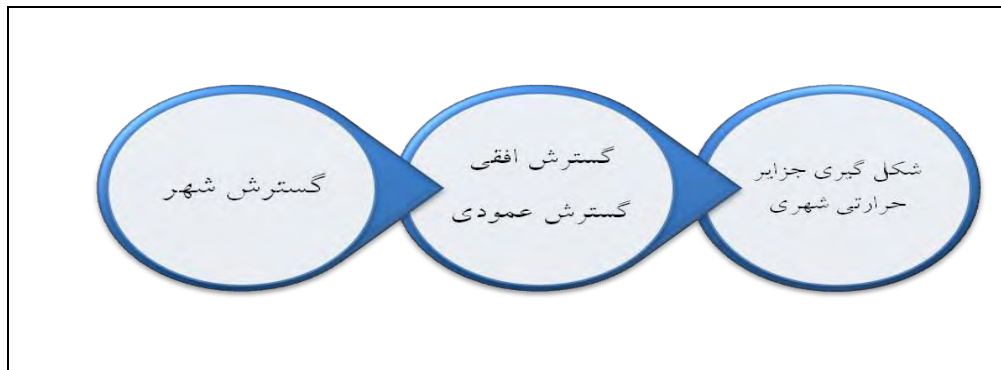 گسترش شهر
گسترش افقی
گسترش عمودی
شکل گیری جزایر
حرارتی شهری